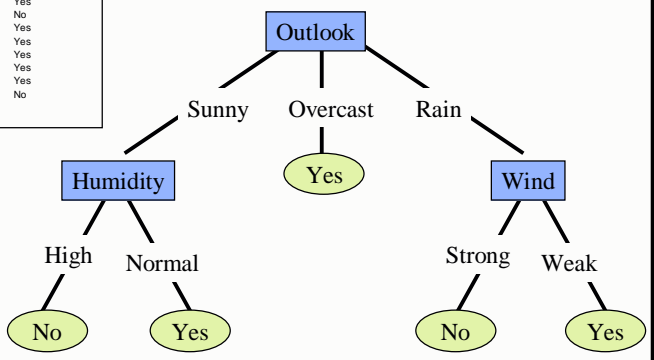 Yes
No
Yes
Yes
Yes
Yes
Yes
No
Outlook
Sunny Overcast Rain
Humidity Yes Wind
High Normal Strong Weak
No Yes No Yes